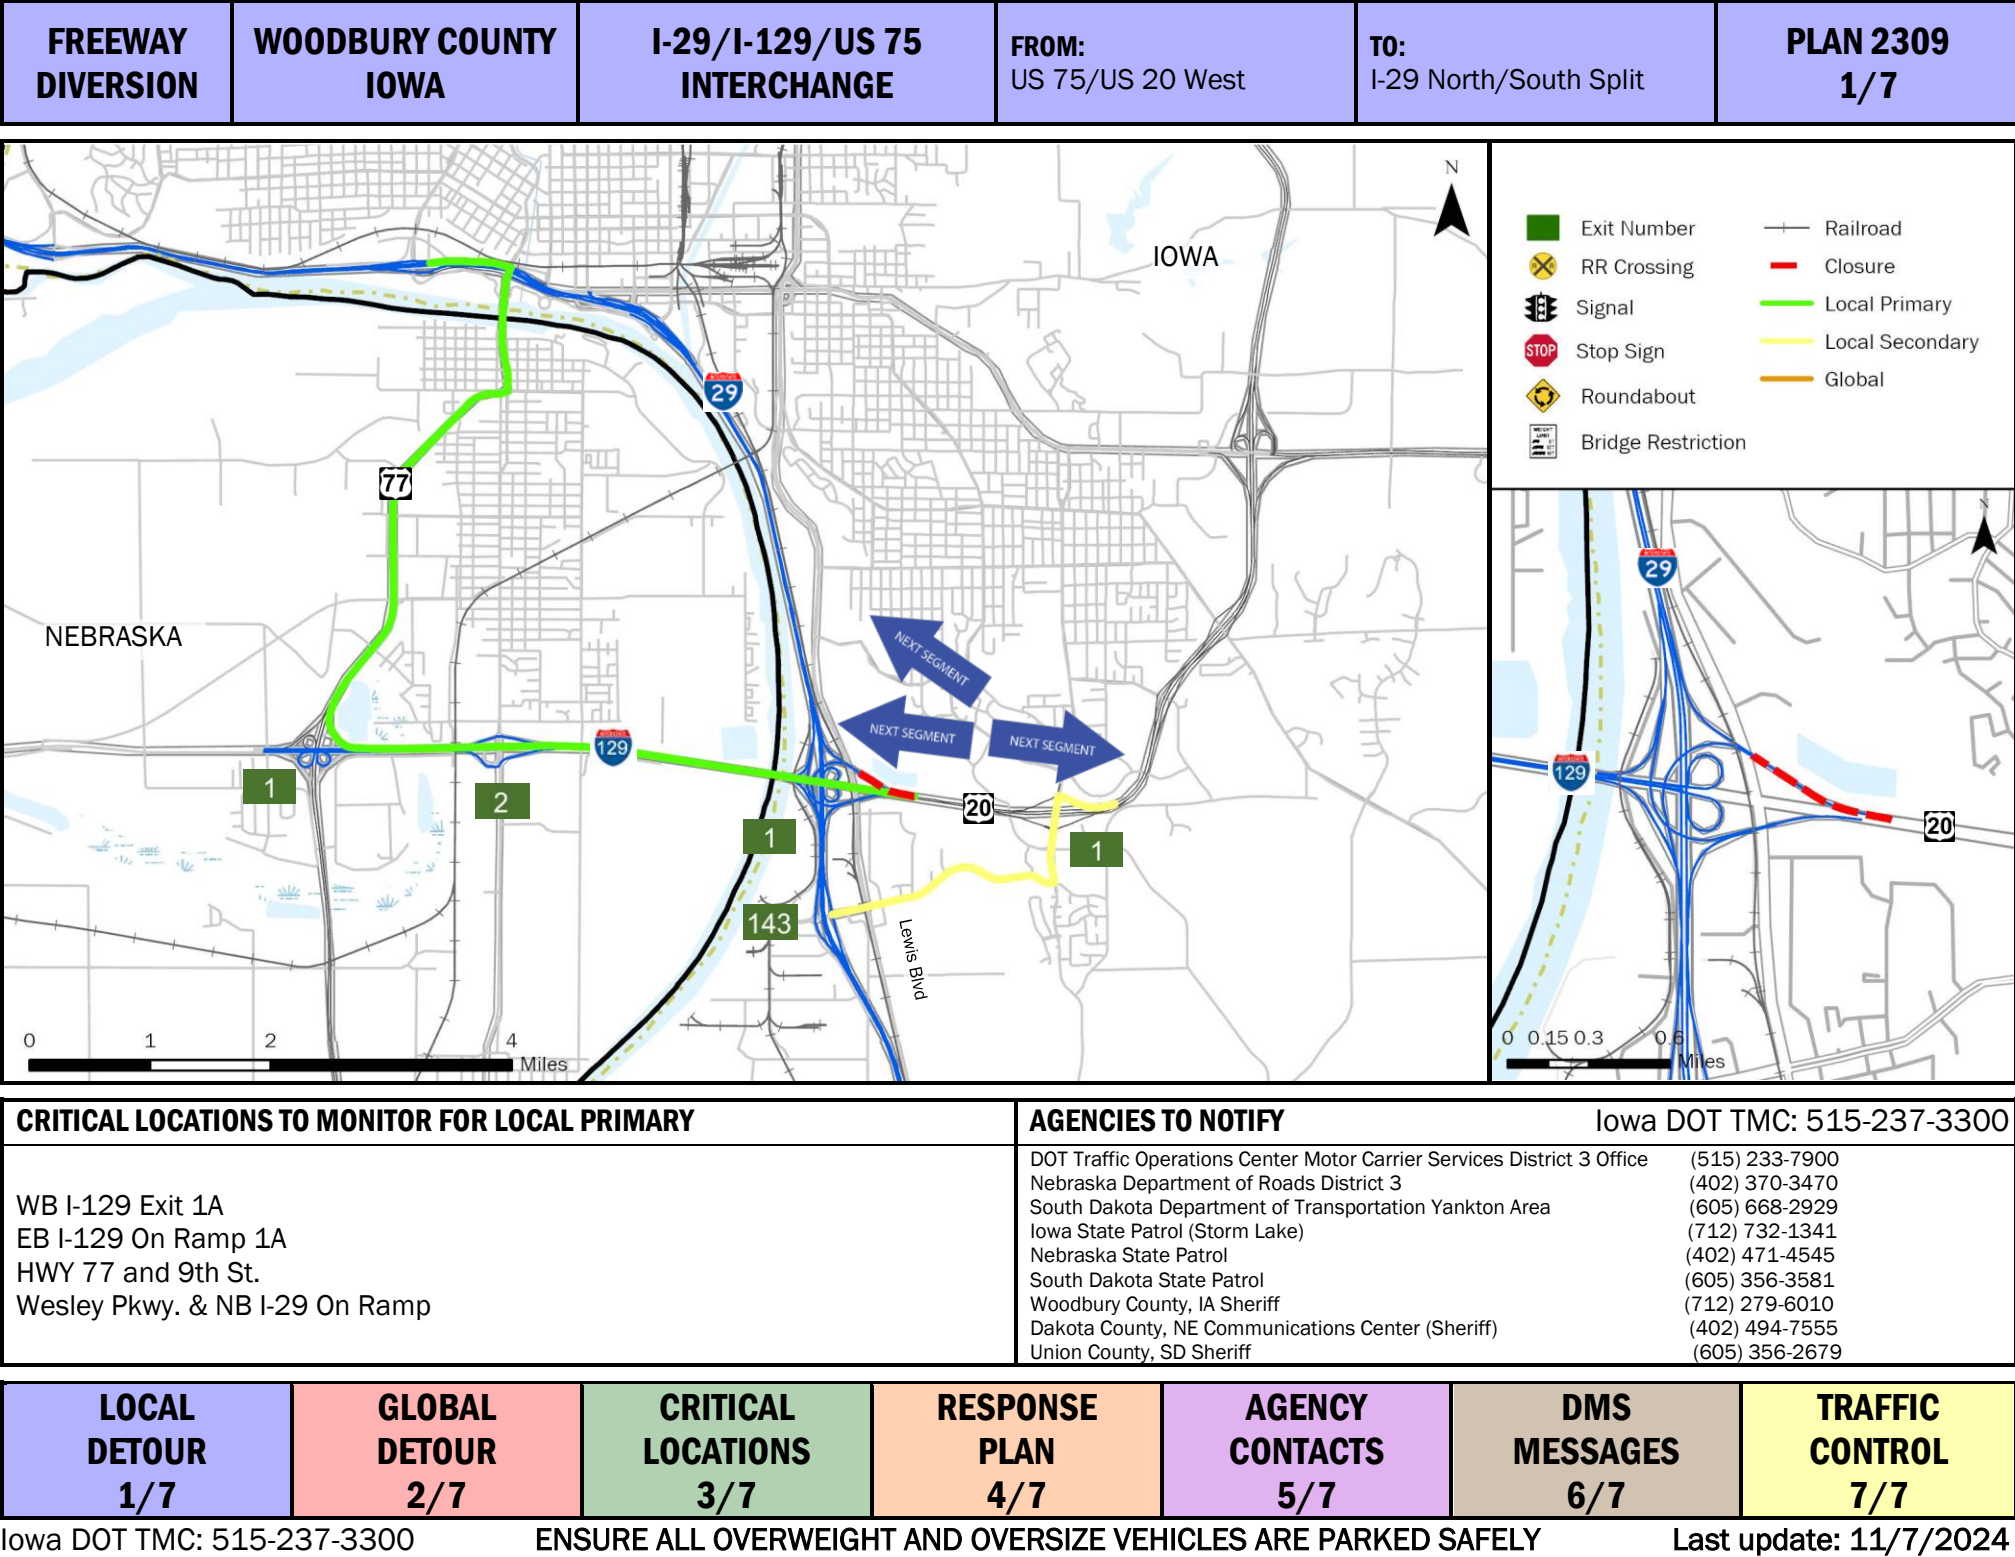 FREEWAY
DIVERSION
WOODBURY COUNTY
IOWA
I-29/I-129/US 75
INTERCHANGE
FROM:
US 75/US 20 West
TO:
I-29 North/South Split
PLAN 2309
1/7
N
IOWA
NEBRASKA
INTERSTATE
29
77
NEXT SEGMENT
NEXT SEGMENT
NEXT SEGMENT
INTERSTATE
129
20
1
2
1
1
143
Lewis Blvd
0 1 2 4
Miles
Exit Number
RR Crossing
Signal
STOP
Stop Sign
Roundabout
WEIGHT
LIMIT
Bridge Restriction
Railroad
Closure
Local Primary
Local Secondary
Global
N
INTERSTATE
29
INTERSTATE
129
20
0 0.15 0.3 0.6
Miles
CRITICAL LOCATIONS TO MONITOR FOR LOCAL PRIMARY
WB I-129 Exit 1A
EB I-129 On Ramp 1A
HWY 77 and 9th St.
Wesley Pkwy. & NB I-29 On Ramp
AGENCIES TO NOTIFY Iowa DOT TMC: 515-237-3300
DOT Traffic Operations Center Motor Carrier Services District 3 Office (515) 233-7900
Nebraska Department of Roads District 3 (402) 370-3470
South Dakota Department of Transportation Yankton Area (605) 668-2929
Iowa State Patrol (Storm Lake) (712) 732-1341
Nebraska State Patrol (402) 471-4545
South Dakota State Patrol (605) 356-3581
Woodbury County, IA Sheriff (712) 279-6010
Dakota County, NE Communications Center (Sheriff) (402) 494-7555
Union County, SD Sheriff (605) 356-2679
LOCAL
DETOUR
1/7
GLOBAL
DETOUR
2/7
CRITICAL
LOCATIONS
3/7
RESPONSE
PLAN
4/7
AGENCY
CONTACTS
5/7
DMS
MESSAGES
6/7
TRAFFIC
CONTROL
7/7
Iowa DOT TMC: 515-237-3300 ENSURE ALL OVERWEIGHT AND OVERSIZE VEHICLES ARE PARKED SAFELY Last update: 11/7/2024